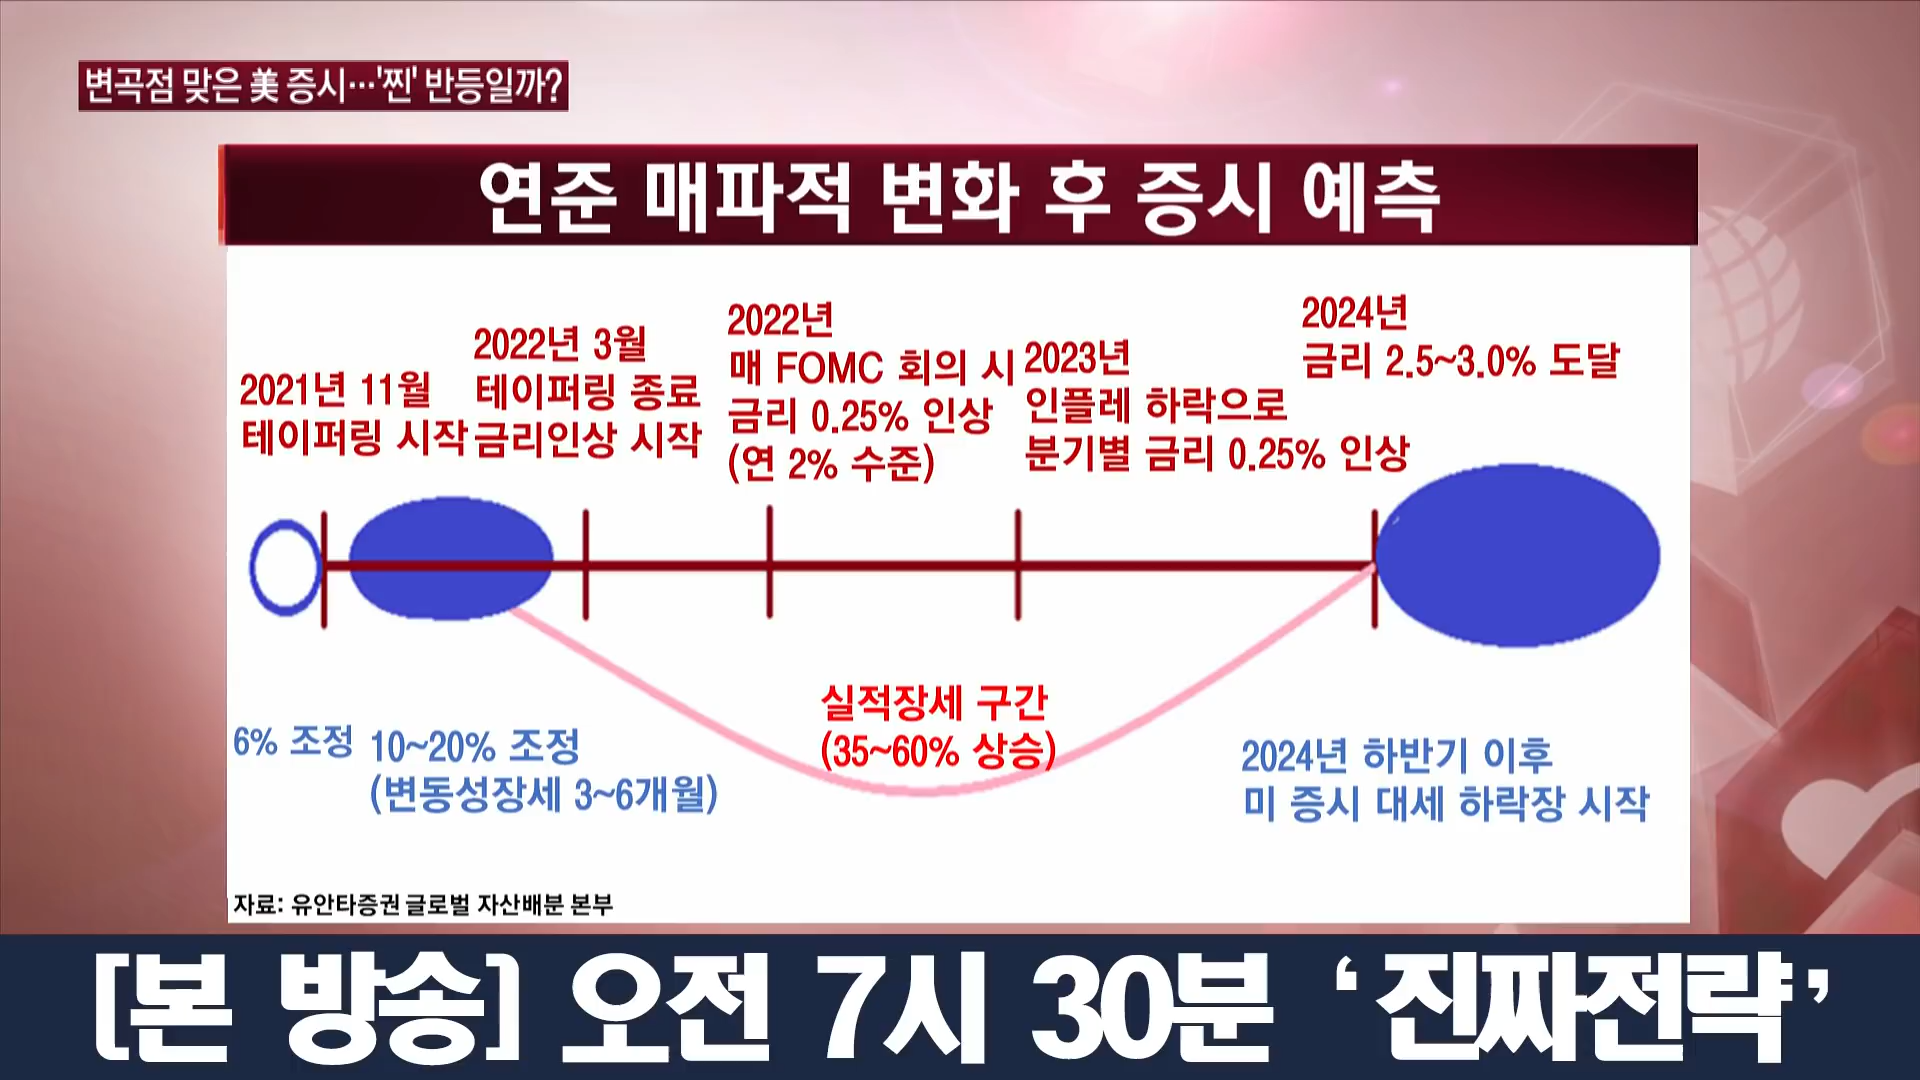 변곡점 맞은 美 증시…'찐' 반등일까?
연준 매파적 변화 후 증시 예측
2021년 11월
테이퍼링 시작
2022년 3월
테이퍼링 종료
금리인상 시작
2022년
매 FOMC 회의 시
금리 0.25% 인상
(연 2% 수준)
2023년
인플레 하락으로
분기별 금리 0.25% 인상
2024년
금리 2.5~3.0% 도달
6% 조정
10~20% 조정
(변동성장세 3~6개월)
실적장세 구간
(35~60% 상승)
2024년 하반기 이후
미 증시 대세 하락장 시작
자료: 유안타증권 글로벌 자산배분 본부
[본 방송] 오전 7시 30분 ‘진짜전략’